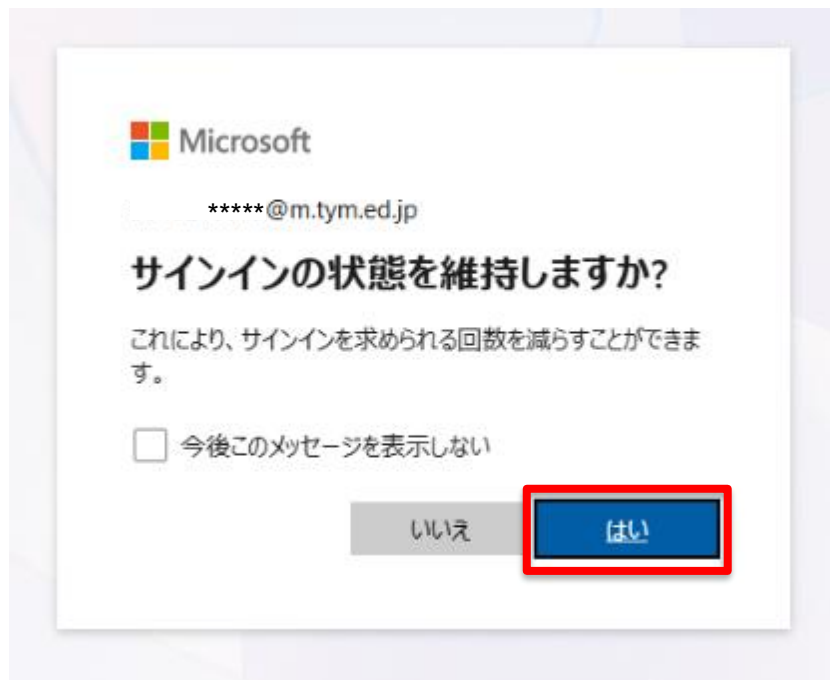 Microsoft
*****@m.tym.ed.jp
サインインの状態を維持しますか?
これにより、サインインを求められる回数を減らすことができま
す。
今後このメッセージを表示しない
いいえ はい